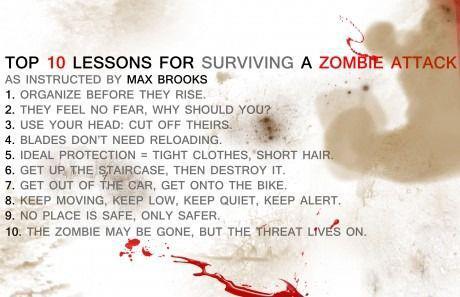 TOP 10 LESSONS FOR SURVIVING A ZOMBIE ATTACK
AS INSTRUCTED BY MAX BROOKS
1. ORGANIZE BEFORE THEY RISE.
2. THEY FEEL NO FEAR, WHY SHOULD YOU?
3. USE YOUR HEAD: CUT OFF THEIRS.
4. BLADES DON'T NEED RELOADING.
5. IDEAL PROTECTION = TIGHT CLOTHES, SHORT HAIR.
6. GET UP THE STAIRCASE, THEN DESTROY IT.
7. GET OUT OF THE CAR, GET ONTO THE BIKE.
8. KEEP MOVING, KEEP LOW, KEEP QUIET, KEEP ALERT.
9. NO PLACE IS SAFE, ONLY SAFER.
10. THE ZOMBIE MAY BE GONE, BUT THE THREAT LIVES ON.